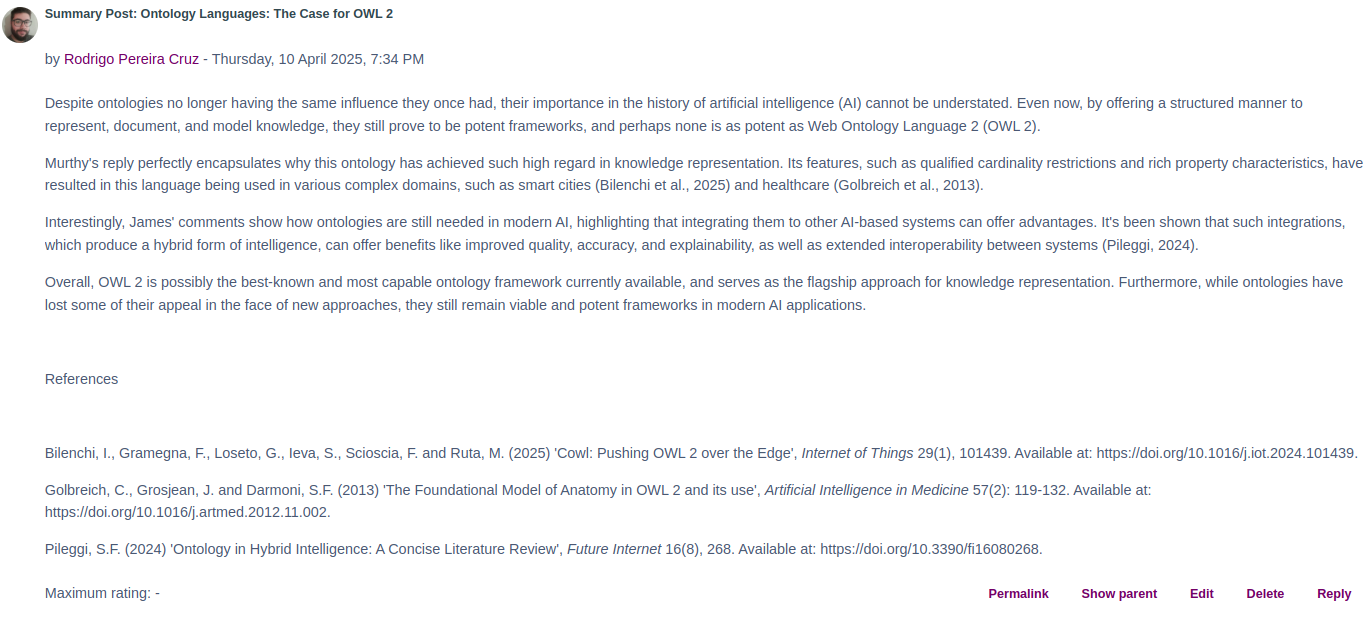 Summary Post: Ontology Languages: The Case for OWL 2
by Rodrigo Pereira Cruz - Thursday, 10 April 2025, 7:34 PM
Despite ontologies no longer having the same influence they once had, their importance in the history of artificial intelligence (AI) cannot be understated. Even now, by offering a structured manner to
represent, document, and model knowledge, they still prove to be potent frameworks, and perhaps none is as potent as Web Ontology Language 2 (OWL 2).
Murthy's reply perfectly encapsulates why this ontology has achieved such high regard in knowledge representation. Its features, such as qualified cardinality restrictions and rich property characteristics, have
resulted in this language being used in various complex domains, such as smart cities (Bilenchi et al., 2025) and healthcare (Golbreich et al., 2013).
Interestingly, James' comments show how ontologies are still needed in modern AI, highlighting that integrating them to other AI-based systems can offer advantages. It's been shown that such integrations,
which produce a hybrid form of intelligence, can offer benefits like improved quality, accuracy, and explainability, as well as extended interoperability between systems (Pileggi, 2024).
Overall, OWL 2 is possibly the best-known and most capable ontology framework currently available, and serves as the flagship approach for knowledge representation. Furthermore, while ontologies have
lost some of their appeal in the face of new approaches, they still remain viable and potent frameworks in modern AI applications.
References
Bilenchi, I., Gramegna, F., Loseto, G., Ieva, S., Scioscia, F. and Ruta, M. (2025) 'Cowl: Pushing OWL 2 over the Edge', Internet of Things 29(1), 101439. Available at: https://doi.org/10.1016/j.iot.2024.101439.
Golbreich, C., Grosjean, J. and Darmoni, S.F. (2013) 'The Foundational Model of Anatomy in OWL 2 and its use', Artificial Intelligence in Medicine 57(2): 119-132. Available at:
https://doi.org/10.1016/j.artmed.2012.11.002.
Pileggi, S.F. (2024) 'Ontology in Hybrid Intelligence: A Concise Literature Review', Future Internet 16(8), 268. Available at: https://doi.org/10.3390/fi16080268.
Maximum rating: - Permalink Show parent Edit Delete Reply